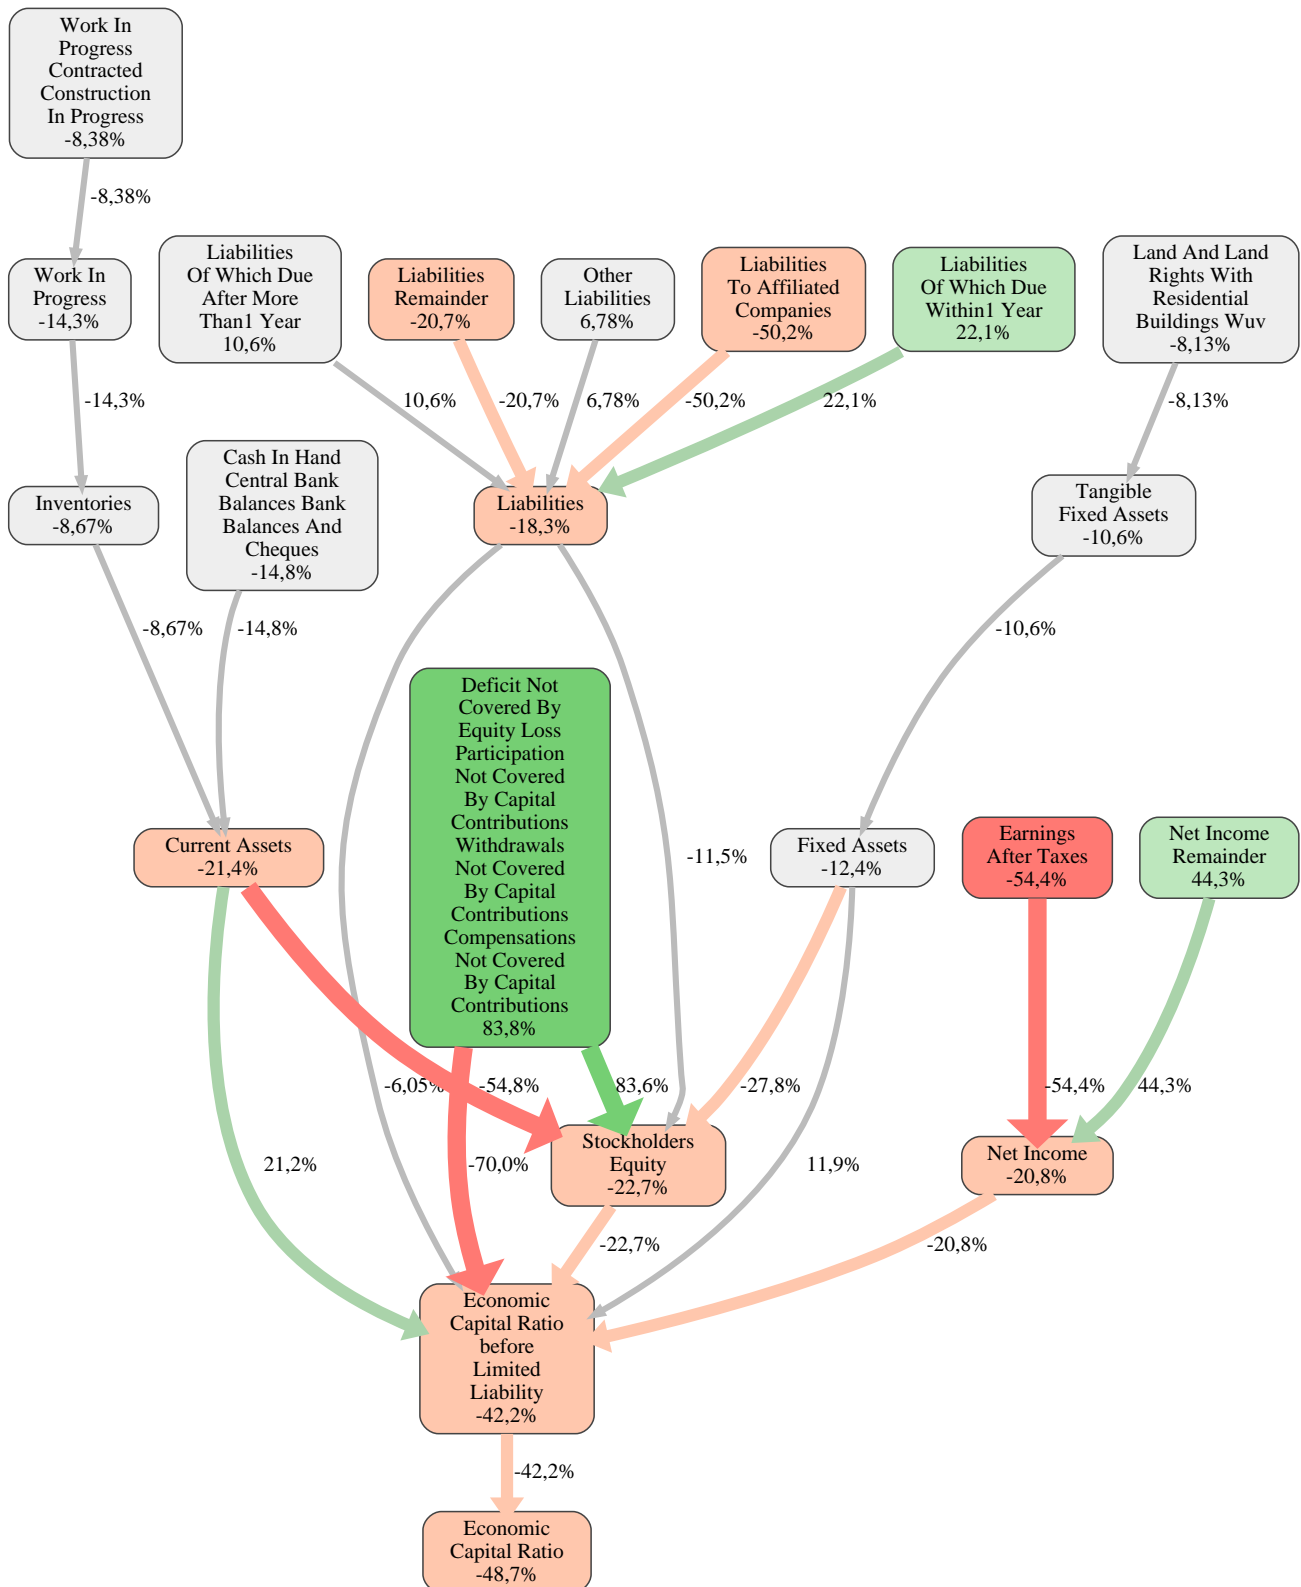 Work In
Progress
Contracted
Construction
In Progress
-8,38%
-8,38%
Work In
Progress
-14,3%
Liabilities
Of Which Due
After More
Than1 Year
10,6%
Liabilities
Remainder
-20,7%
Other
Liabilities
6,78%
Liabilities
To Affiliated
Companies
-50,2%
Liabilities
Of Which Due
Within1 Year
22,1%
Land And Land
Rights With
Residential
Buildings Wuv
-8,13%
-14,3%
10,6%
-20,7%
6,78%
-50,2%
22,1%
-8,13%
Inventories
-8,67%
Cash In Hand
Central Bank
Balances Bank
Balances And
Cheques
-14,8%
Liabilities
-18,3%
Tangible
Fixed Assets
-10,6%
-8,67%
-14,8%
-10,6%
Deficit Not
Covered By
Equity Loss
Participation
Not Covered
By Capital
Contributions
Withdrawals
Not Covered
By Capital
Contributions
Compensations
Not Covered
By Capital
Contributions
83,8%
Current Assets
-21,4%
-11,5%
Fixed Assets
-12,4%
Earnings
After Taxes
-54,4%
Net Income
Remainder
44,3%
-6,05%
-54,8%
83,6%
-27,8%
-54,4%
44,3%
21,2%
-70,0%
Stockholders
Equity
-22,7%
11,9%
Net Income
-20,8%
-22,7%
-20,8%
Economic
Capital Ratio
before
Limited
Liability
-42,2%
-42,2%
Economic
Capital Ratio
-48,7%